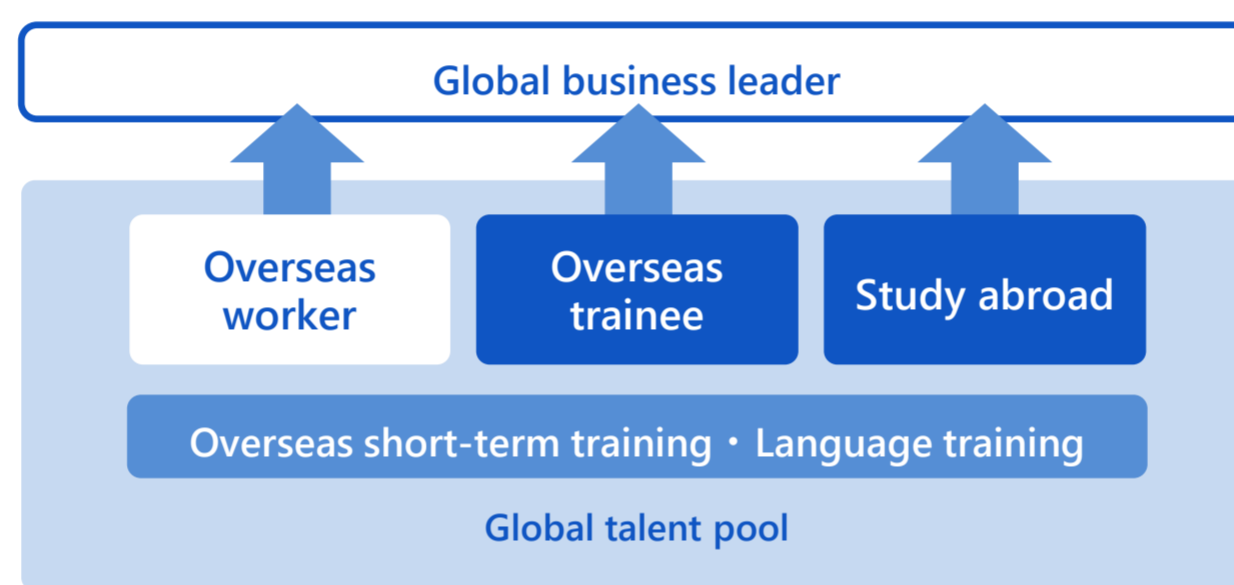 Global business leader
Overseas
worker
Overseas
trainee
Study abroad
Overseas short-term training・Language training
Global talent pool